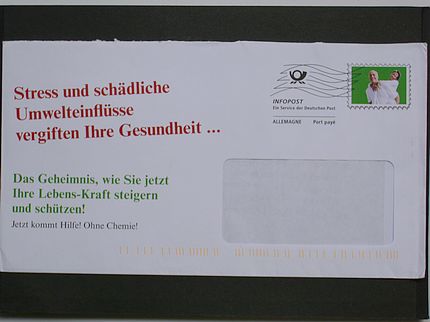 Stress und schädliche
Umwelteinflüsse
vergiften Ihre Gesundheit ...
INFOPOST
Ein Service der Deutschen Post
ALLEMAGNE Port payé
Das Geheimnis, wie Sie jetzt
Ihre Lebens-Kraft steigern
und schützen!
Jetzt kommt Hilfe! Ohne Chemie!